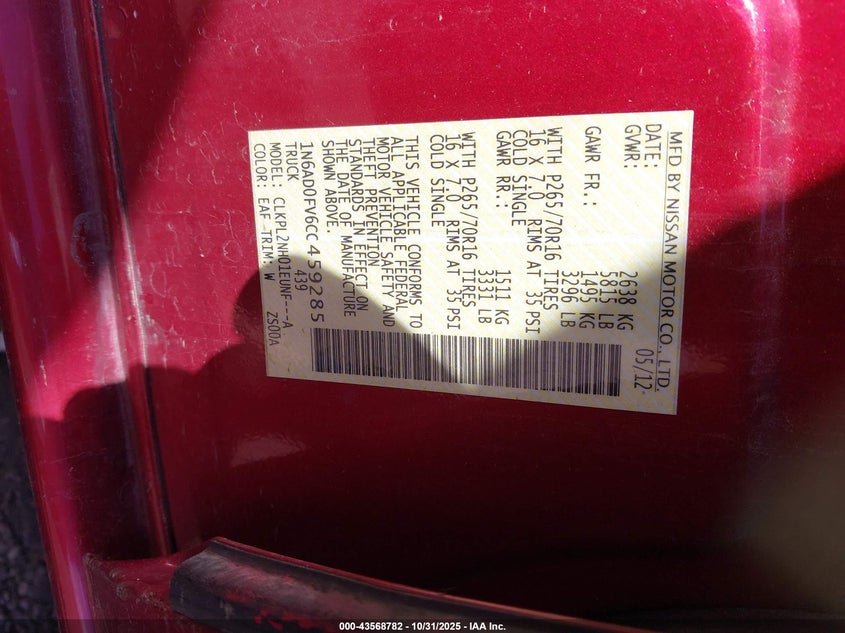 MFD BY NISSAN MOTOR CO., LTD.
DATE: 05/12
GVWR: 2638 KG
5815 LB
GAWR FR.: 1495 KG
3296 LB
WITH P265/70R16 TIRES
16 X 7.0 RIMS AT 35 PSI
COLD SINGLE
GAWR RR.: 1511 KG
3331 LB
WITH P265/70R16 TIRES
16 X 7.0 RIMS AT 35 PSI
COLD SINGLE
THIS VEHICLE CONFORMS TO
ALL APPLICABLE FEDERAL
MOTOR VEHICLE SAFETY AND
THEFT PREVENTION
STANDARDS IN EFFECT ON
THE DATE OF MANUFACTURE
SHOWN ABOVE.
1N6AD0FV6CC459285
TRUCK 439
MODEL: CLKPL2NH01EUNF---A
COLOR: EAF TRIM: W Z500A
000-43568782 - 10/31/2025 - IAA Inc.